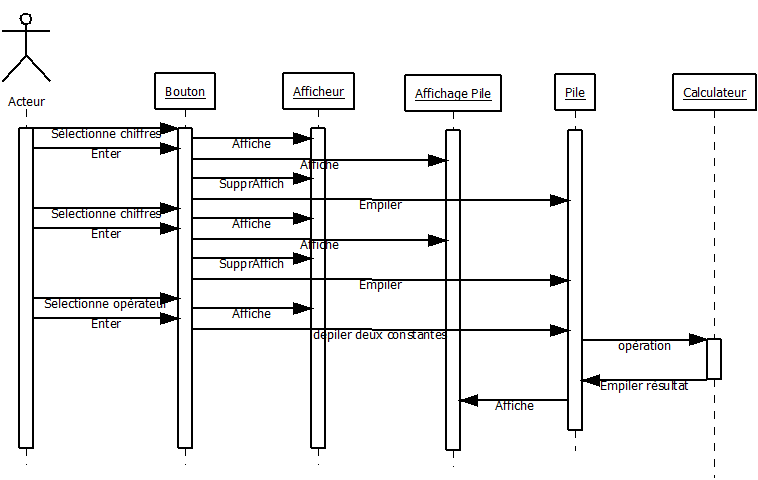 Acteur
Bouton
Afficheur
Affichage Pile
Pile
Calculateur
Sélectionne chiffres
Affiche
Enter
Affiche
SupprAffich
Empiler
Sélectionne chiffres
Affiche
Enter
Affiche
SupprAffich
Empiler
Sélectionne opérateur
Affiche
Enter
dépiler deux constantes
opération
Empiler résultat
Affiche